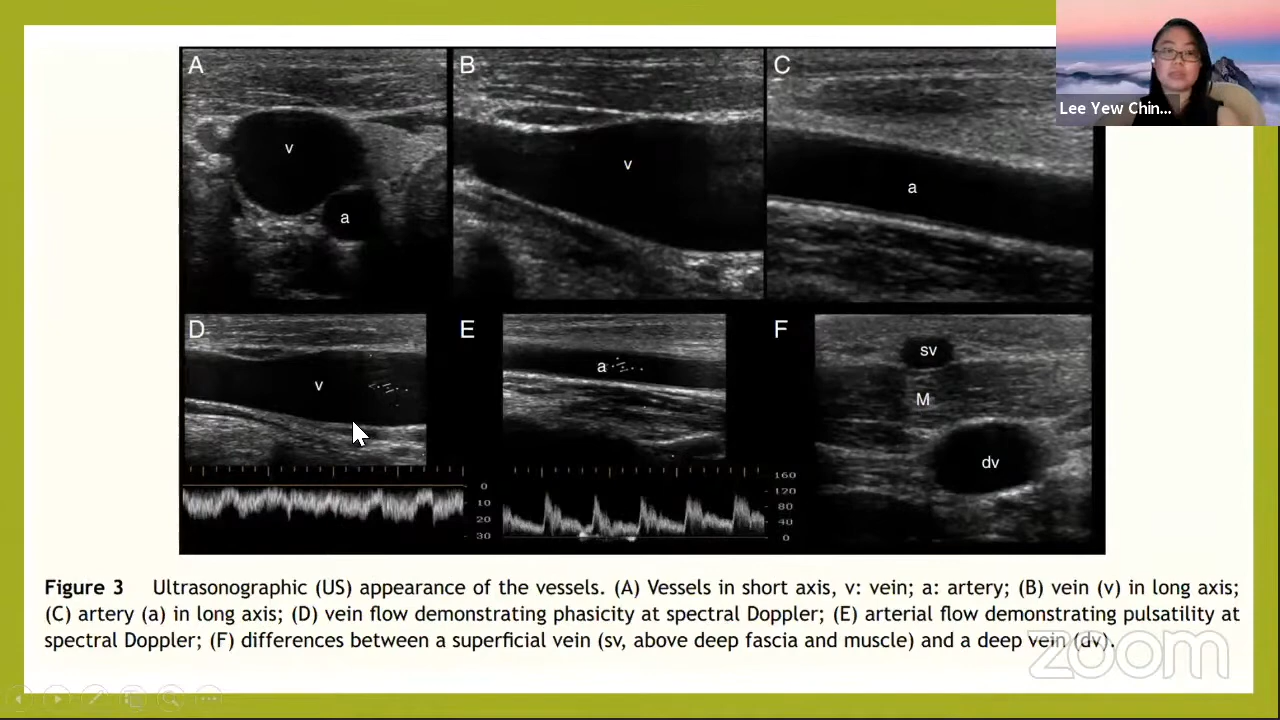 A
B
C
Lee Yew Chin...
v
v
a
a
D
E
F
sv
a
v
M
dv
160
0
120
10
80
20
40
30
0
Figure 3 Ultrasonographic (US) appearance of the vessels. (A) Vessels in short axis, v: vein; a: artery; (B) vein (v) in long axis;
(C) artery (a) in long axis; (D) vein flow demonstrating phasicity at spectral Doppler; (E) arterial flow demonstrating pulsatility at
spectral Doppler; (F) differences between a superficial vein (sv, above deep fascia and muscle) and a deep vein (dv).
zoom